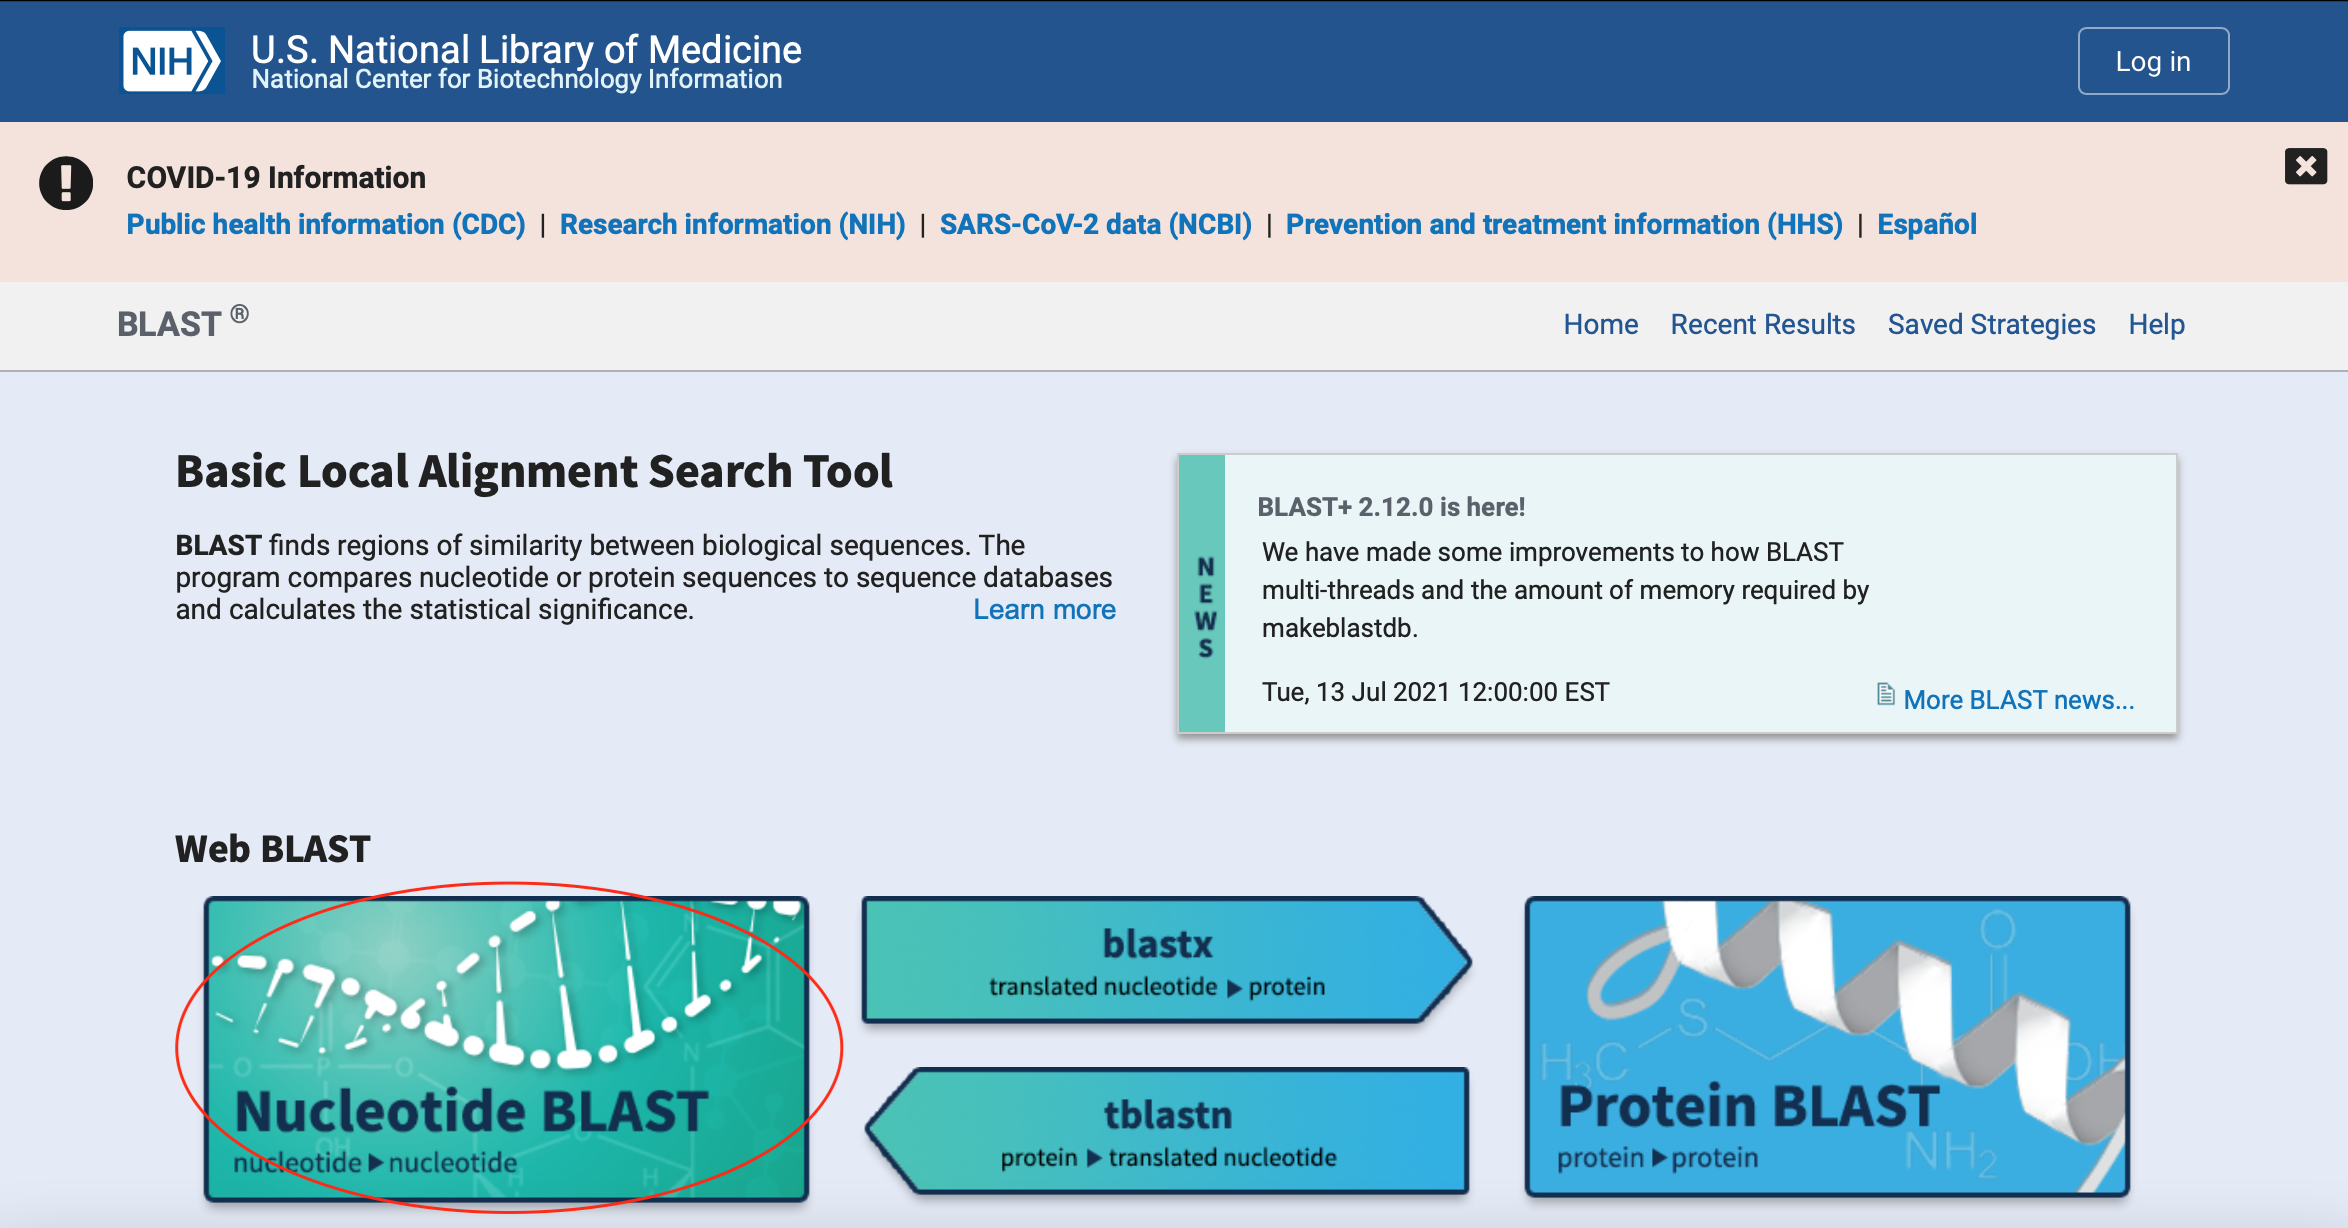 NIH
U.S. National Library of Medicine
National Center for Biotechnology Information
Log in
COVID-19 Information
Public health information (CDC) | Research information (NIH) | SARS-CoV-2 data (NCBI) | Prevention and treatment information (HHS) | Español
BLAST ®
Home Recent Results Saved Strategies Help
Basic Local Alignment Search Tool
BLAST finds regions of similarity between biological sequences. The
program compares nucleotide or protein sequences to sequence databases
and calculates the statistical significance. Learn more
NEWS
BLAST+ 2.12.0 is here!
We have made some improvements to how BLAST
multi-threads and the amount of memory required by
makeblastdb.
Tue, 13 Jul 2021 12:00:00 EST
More BLAST news...
Web BLAST
O P O
N
OH
O
N H
H
Nucleotide BLAST
nucleotide ▶ nucleotide
blastx
translated nucleotide ▶ protein
tblastn
protein ▶ translated nucleotide
O
S
H3C
OH
NH2
Protein BLAST
protein ▶ protein